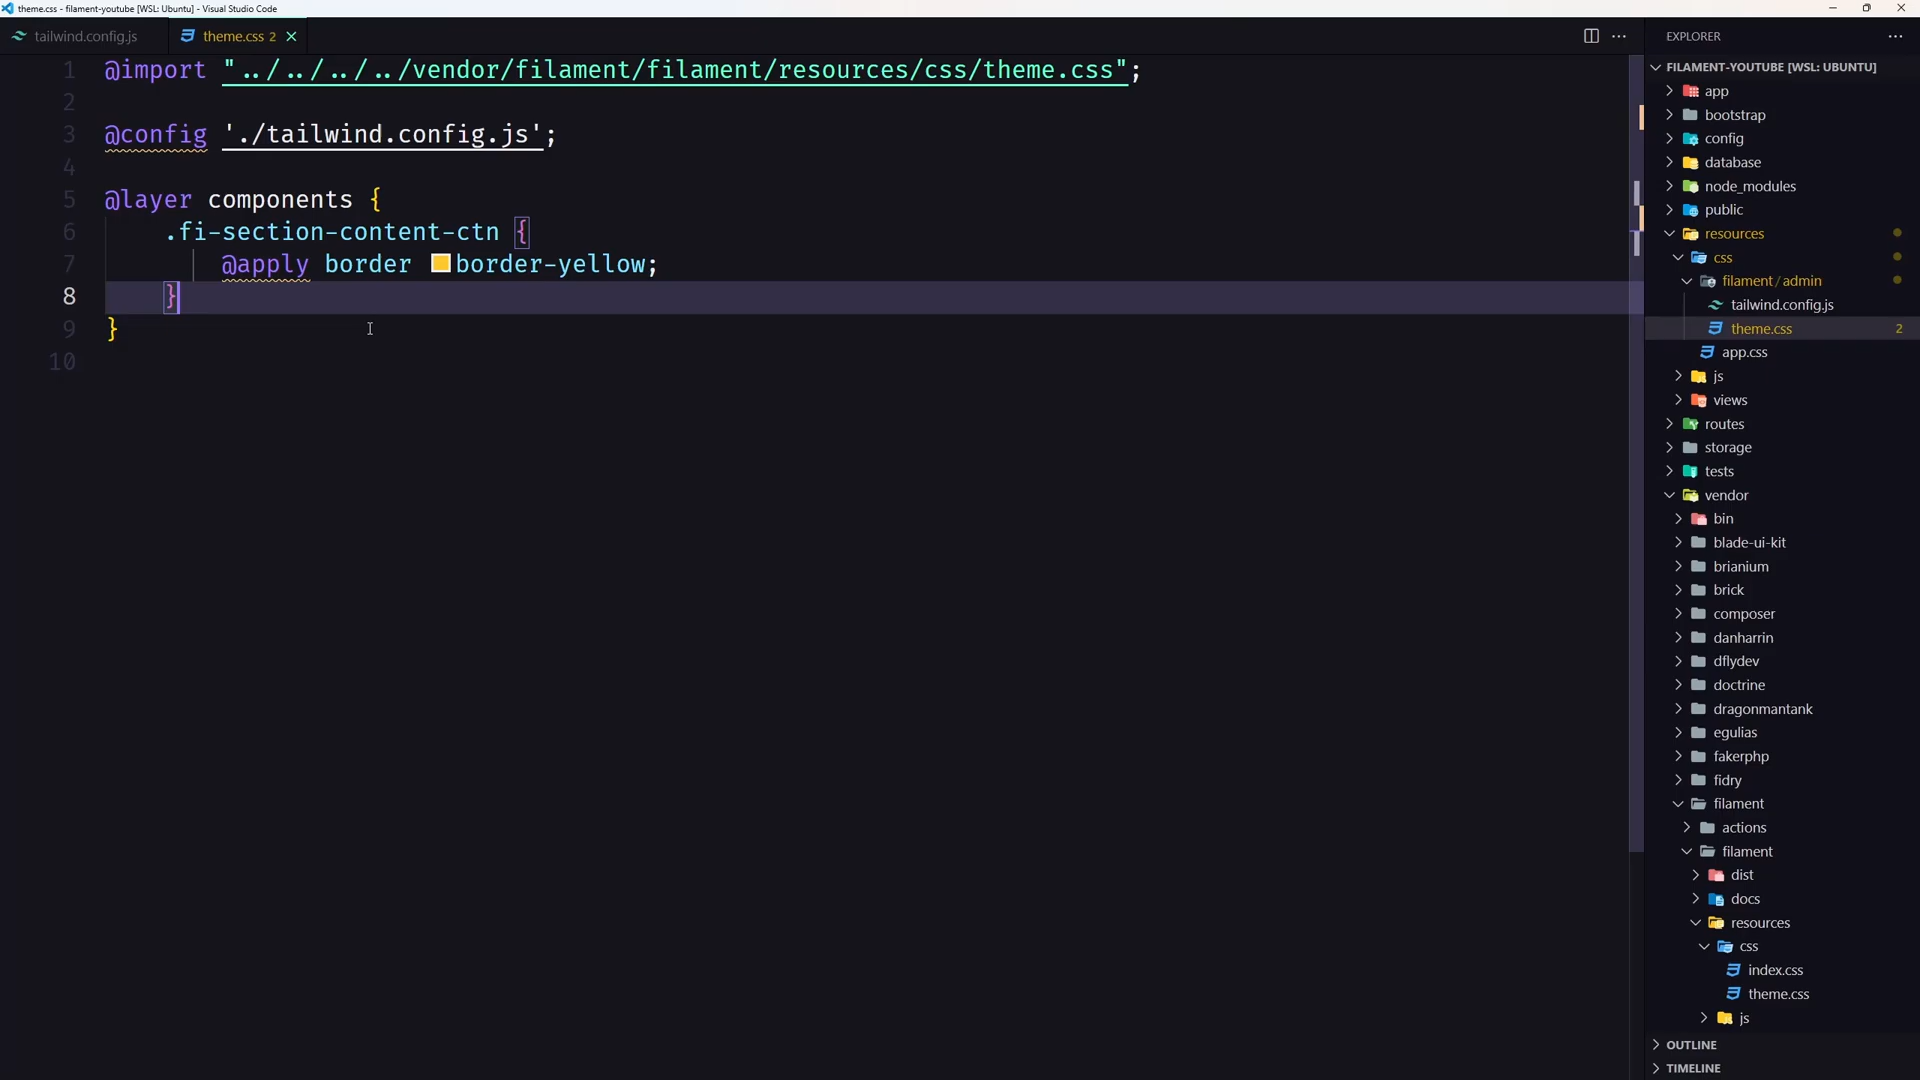 theme.css - filament-youtube [WSL: Ubuntu] - Visual Studio Code
tailwind.config.js
theme.css 2
1 @import "../../../../vendor/filament/filament/resources/css/theme.css";
2
3 @config './tailwind.config.js';
4
5 @layer components {
6 .fi-section-content-ctn {
7 @apply border border-yellow;
8 }
9 }
10
EXPLORER
FILAMENT-YOUTUBE [WSL: UBUNTU]
app
bootstrap
config
database
node_modules
public
resources
css
filament / admin
tailwind.config.js
theme.css 2
app.css
js
views
routes
storage
tests
vendor
bin
blade-ui-kit
brianium
brick
composer
danharrin
dflydev
doctrine
dragonmantank
egulias
fakerphp
fidry
filament
actions
filament
dist
docs
resources
css
index.css
theme.css
js
OUTLINE
TIMELINE